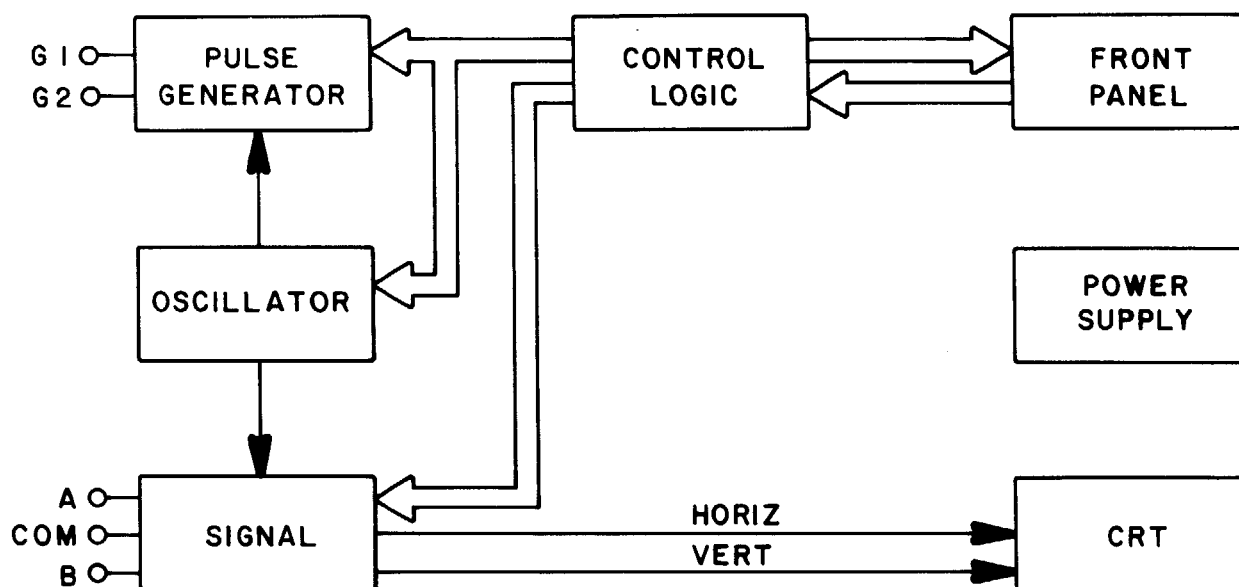 G1
G2
PULSE
GENERATOR
CONTROL
LOGIC
FRONT
PANEL
OSCILLATOR
POWER
SUPPLY
A
COM
B
SIGNAL
HORIZ
VERT
CRT